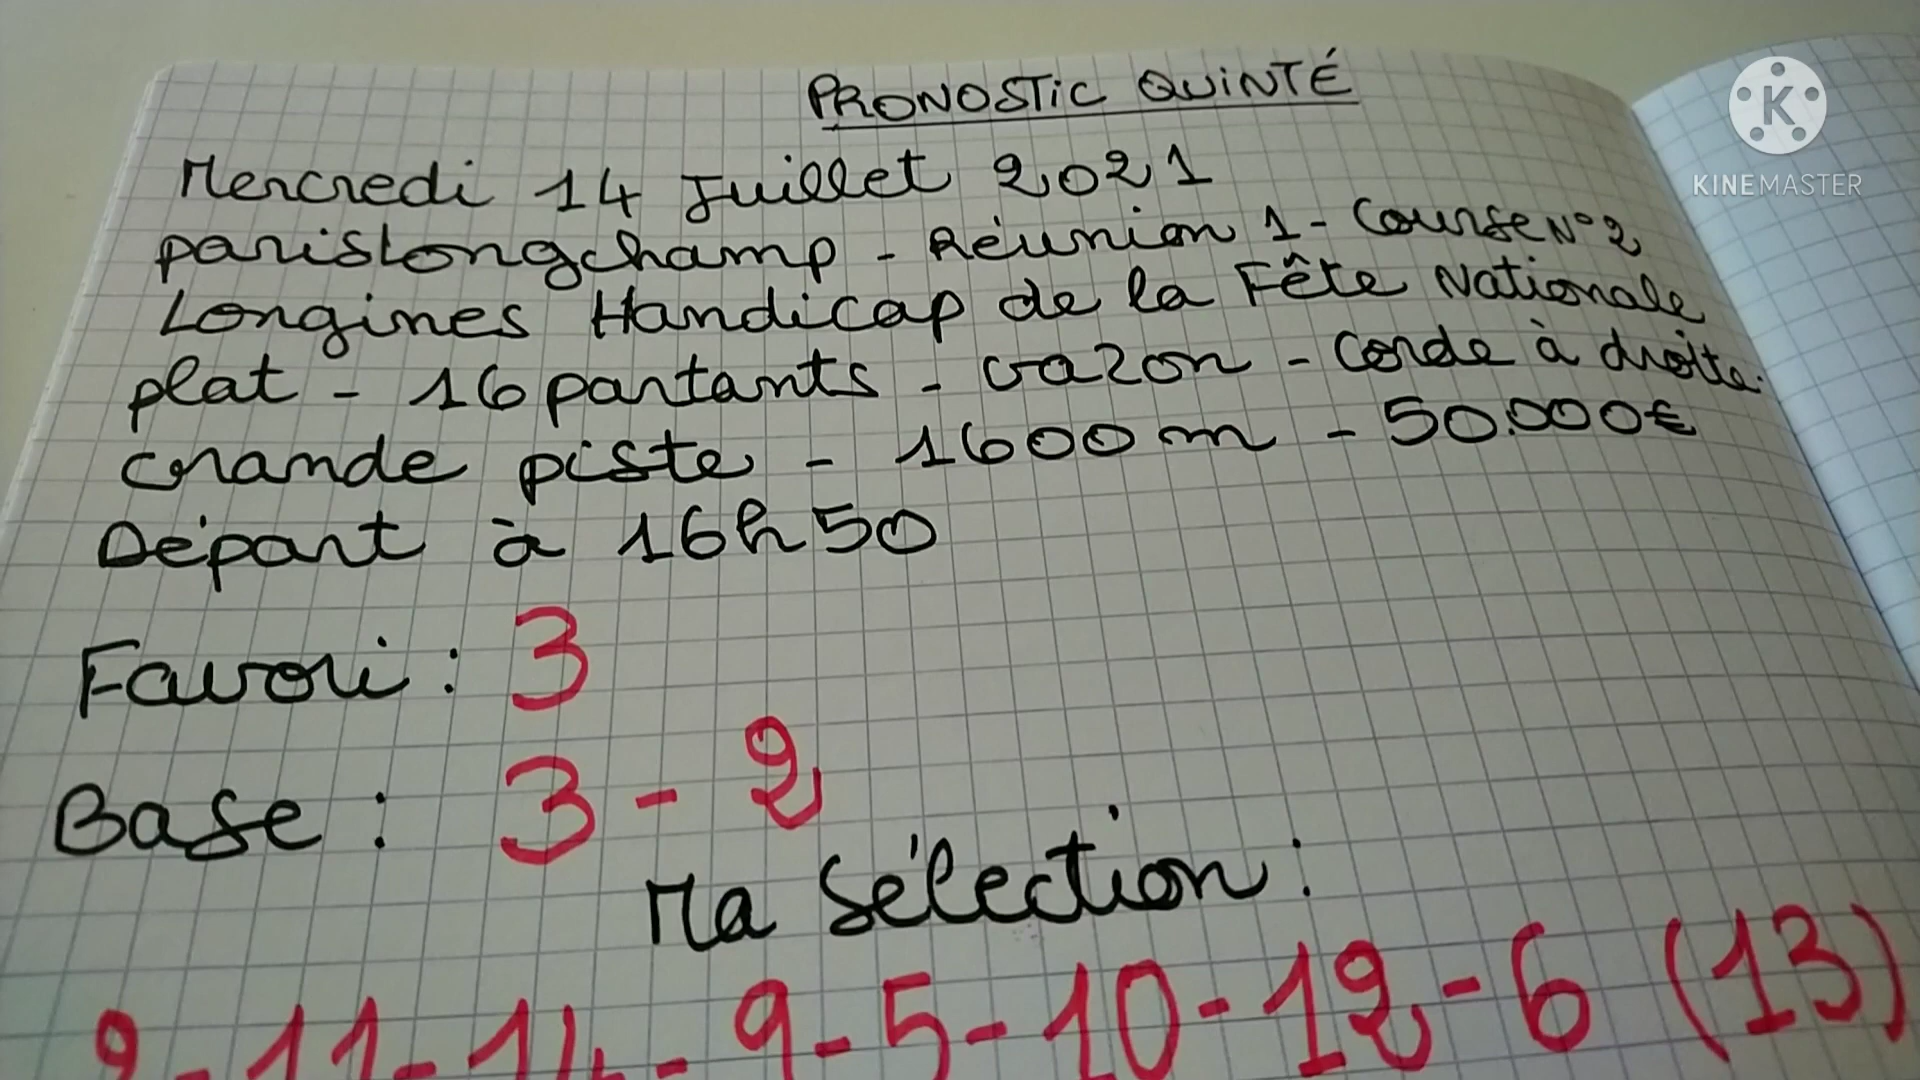 PRONOSTIC QUINTÉ
K
KINEMASTER
Mercredi 14 Juillet 2021
parisLongchamp - Réunion 1 - Course N°2
Longines Handicap de la Fête Nationale
plat - 16 partants - Gazon - Corde à droite.
Grande piste - 1600 m - 50.000€
Départ à 16h50
Favori : 3
Base : 3 - 2
Ma Sélection :
- 11 - 14 - 9 - 5 - 10 - 12 - 6 (13)